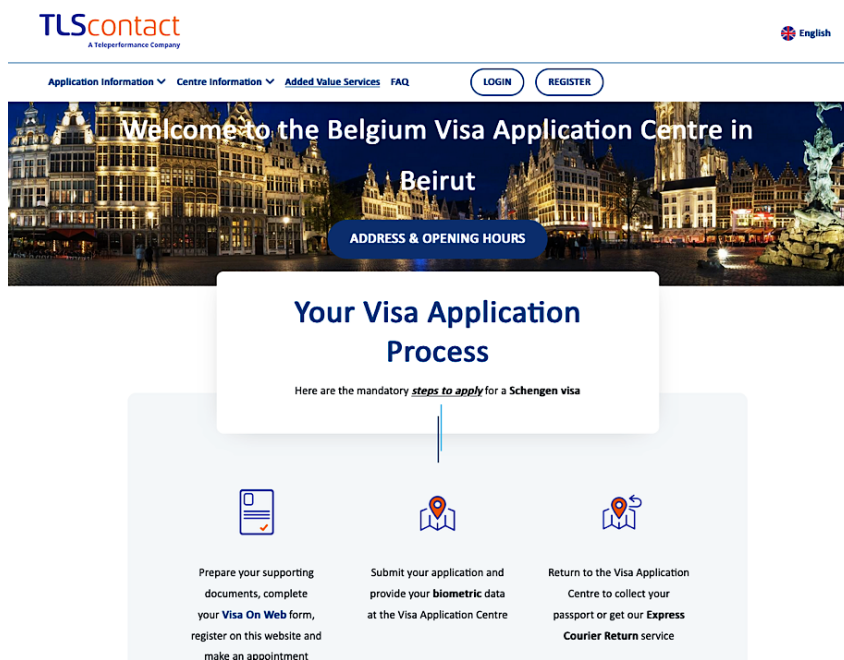 TLScontact
A Teleperformance Company
English
Application Information
Centre Information
Added Value Services
FAQ
LOGIN
REGISTER
Welcome to the Belgium Visa Application Centre in
Beirut
ADDRESS & OPENING HOURS
Your Visa Application
Process
Here are the mandatory steps to apply for a Schengen visa
Prepare your supporting
documents, complete
your Visa On Web form,
register on this website and
make an appointment
Submit your application and
provide your biometric data
at the Visa Application Centre
Return to the Visa Application
Centre to collect your
passport or get our Express
Courier Return service